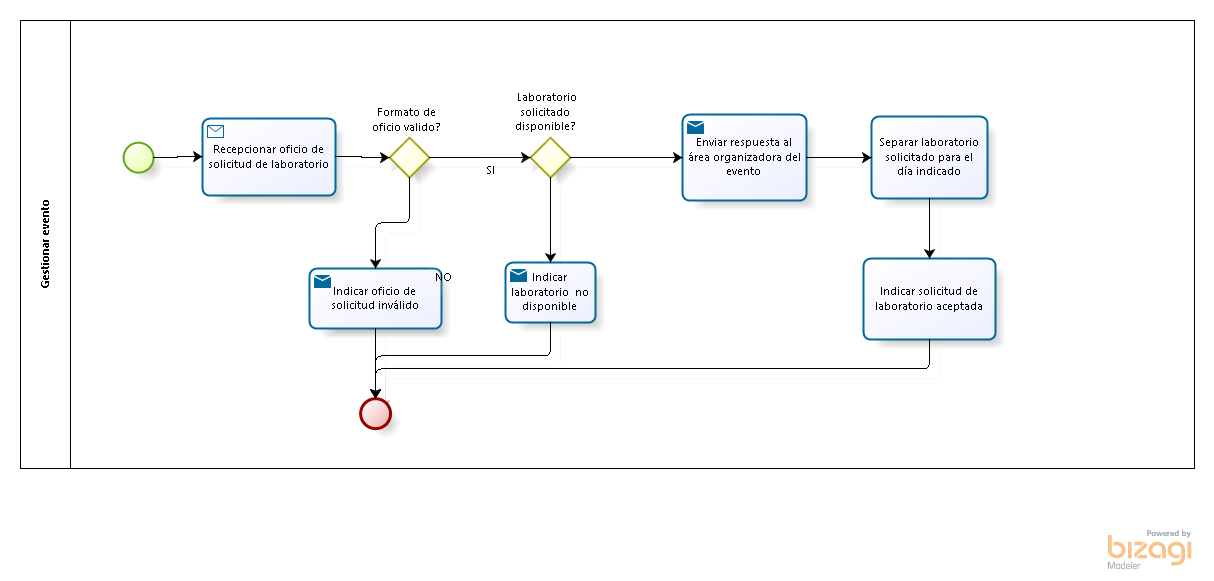 Gestionar evento
Recepcionar oficio de
solicitud de laboratorio
Formato de
oficio valido?
SI
Laboratorio
solicitado
disponible?
Enviar respuesta al
área organizadora del
evento
Separar laboratorio
solicitado para el
día indicado
NO
Indicar oficio de
solicitud inválido
Indicar
laboratorio no
disponible
Indicar solicitud de
laboratorio aceptada
Powered by
bizagi
Modeler